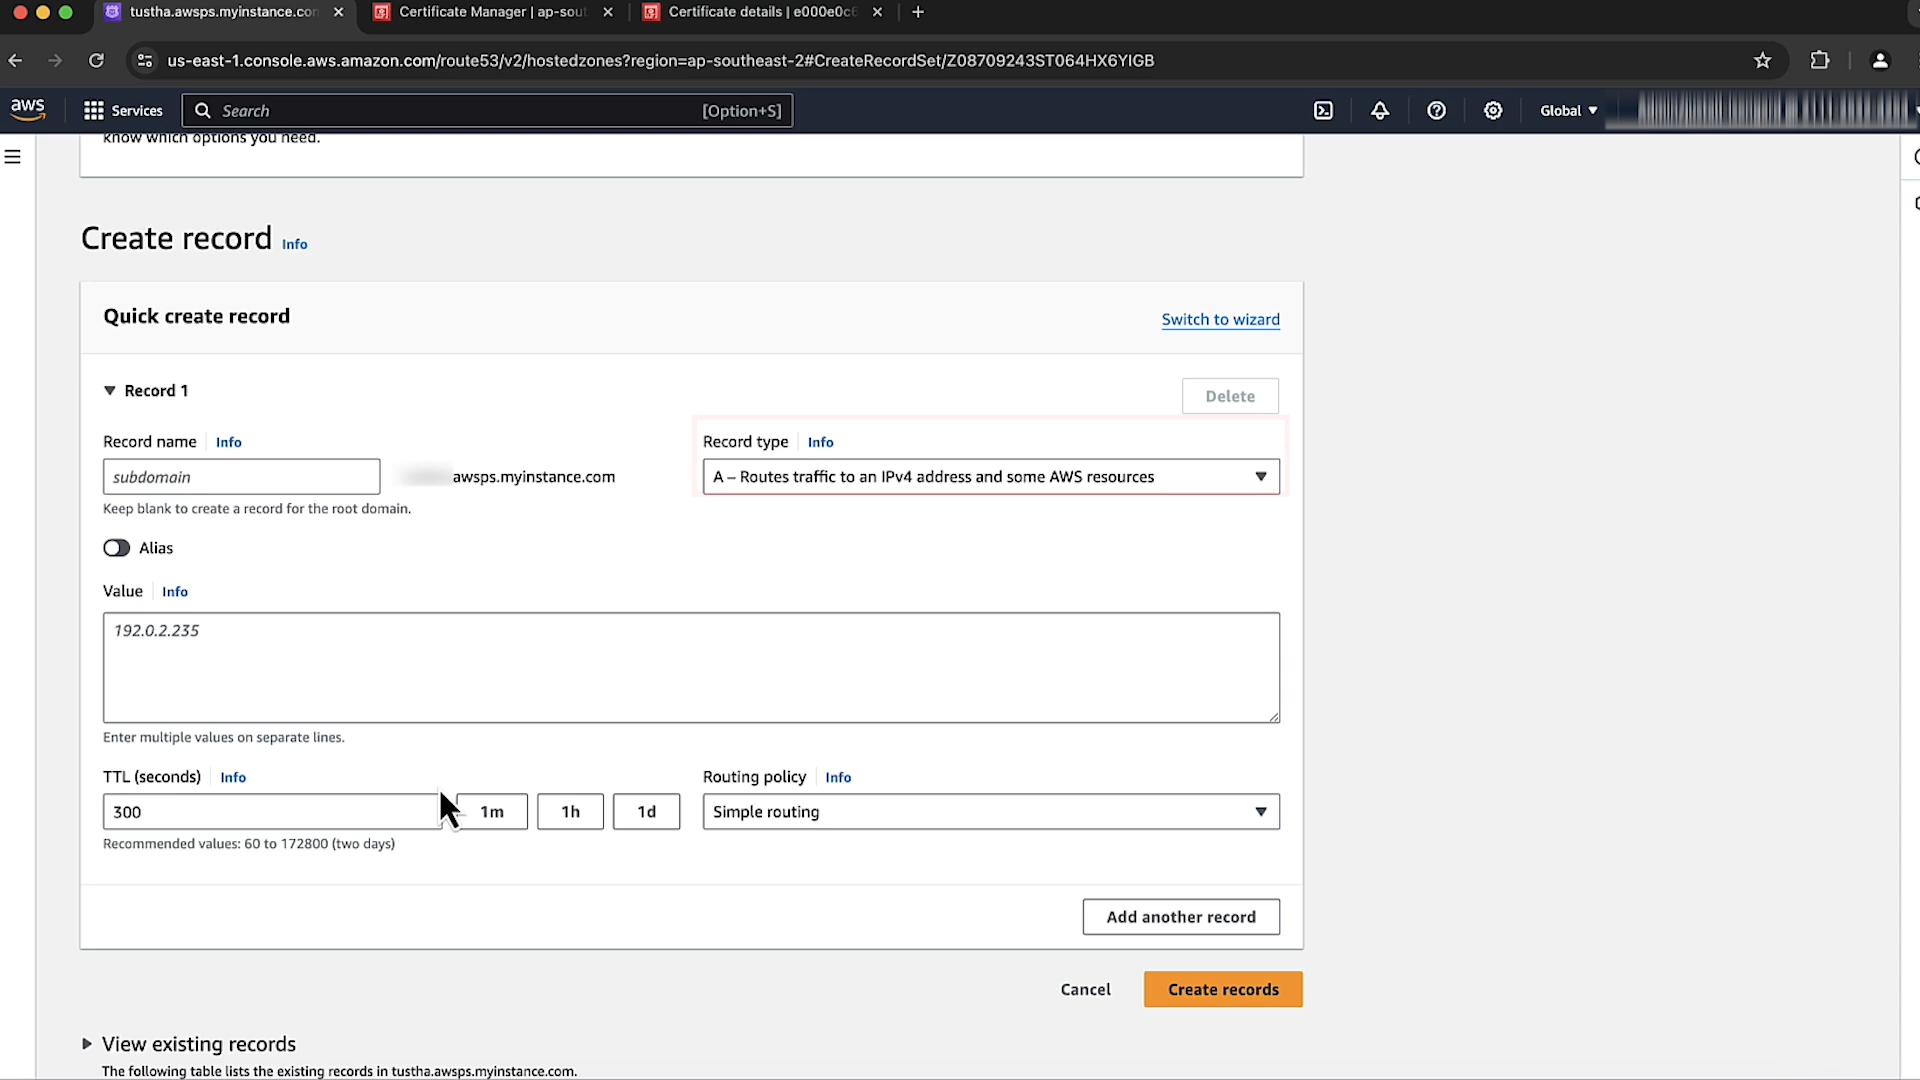 tustha.awsps.myinstance.co
Certificate Manager | ap-sout
Certificate details | e000e0c6
us-east-1.console.aws.amazon.com/route53/v2/hostedzones?region=ap-southeast-2#CreateRecordSet/Z08709243ST064HX6YIGB
aws
Services
Search
[Option+S]
Global
know which options you need.
Create record Info
Quick create record
Switch to wizard
Record 1
Delete
Record name Info
Record type Info
subdomain
awsps.myinstance.com
A – Routes traffic to an IPv4 address and some AWS resources
Keep blank to create a record for the root domain.
Alias
Value Info
192.0.2.235
Enter multiple values on separate lines.
TTL (seconds) Info
Routing policy Info
300
1m
1h
1d
Simple routing
Recommended values: 60 to 172800 (two days)
Add another record
Cancel
Create records
View existing records
The following table lists the existing records in tustha.awsps.myinstance.com.